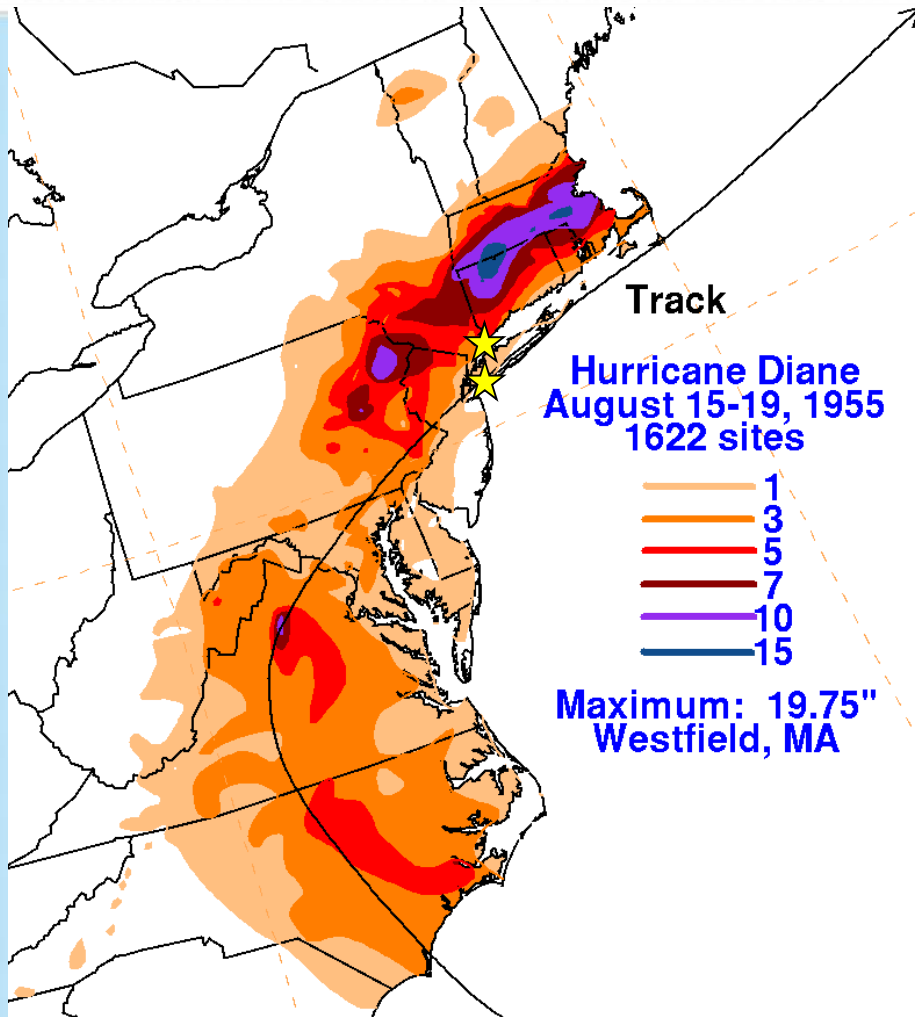 Track
Hurricane Diane
August 15-19, 1955
1622 sites
1
3
5
7
10
15
Maximum: 19.75"
Westfield, MA